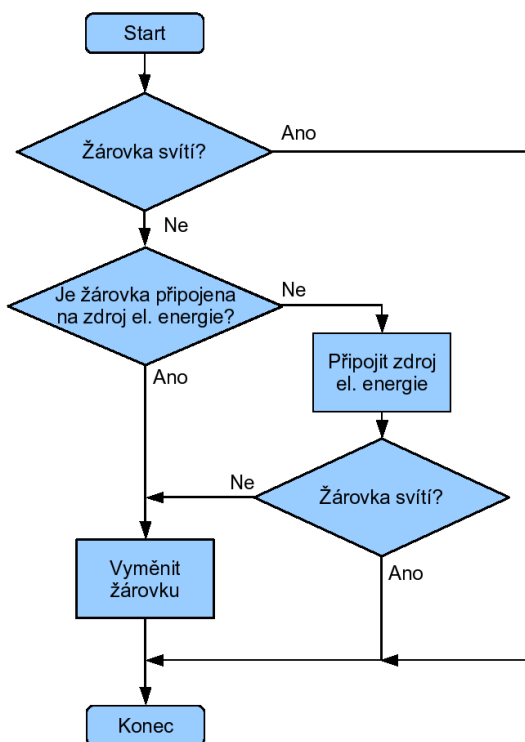 Start
Žárovka svítí?
Ano
Ne
Je žárovka připojena
na zdroj el. energie?
Ne
Ano
Připojit zdroj
el. energie
Žárovka svítí?
Ne
Ano
Vyměnit
žárovku
Konec